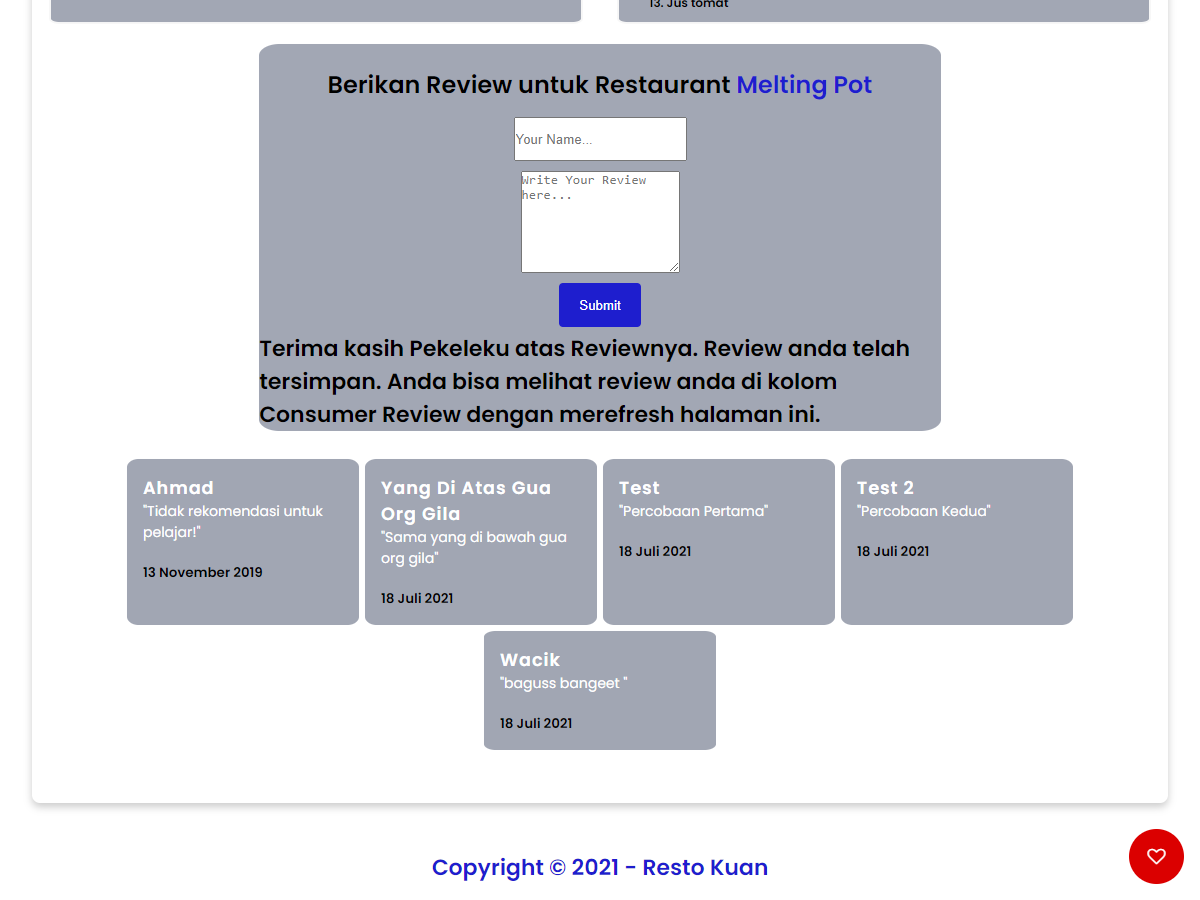 13. Jus tomat
Berikan Review untuk Restaurant Melting Pot
Your Name...
Write Your Review
here...
Submit
Terima kasih Pekeleku atas Reviewnya. Review anda telah
tersimpan. Anda bisa melihat review anda di kolom
Consumer Review dengan merefresh halaman ini.
Ahmad
"Tidak rekomendasi untuk
pelajar!"
13 November 2019
Yang Di Atas Gua
Org Gila
"Sama yang di bawah gua
org gila"
18 Juli 2021
Test
"Percobaan Pertama"
18 Juli 2021
Test 2
"Percobaan Kedua"
18 Juli 2021
Wacik
"baguss bangeet "
18 Juli 2021
Copyright © 2021 - Resto Kuan